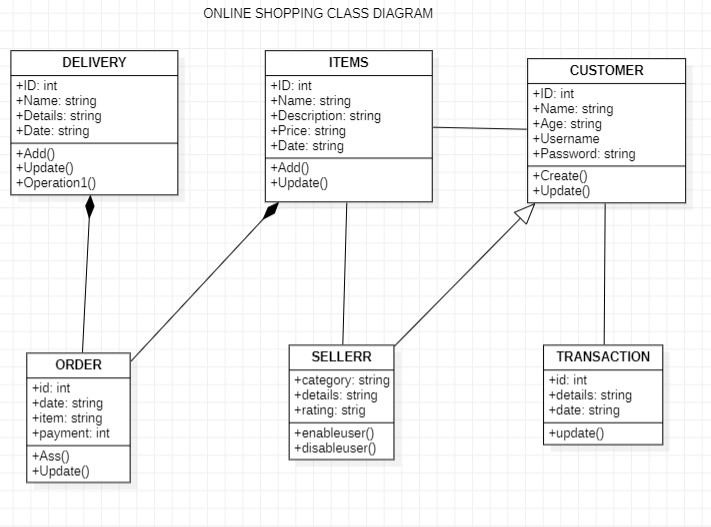 ONLINE SHOPPING CLASS DIAGRAM
DELIVERY
+ID: int
+Name: string
+Details: string
+Date: string
+Add()
+Update()
+Operation1()
ITEMS
+ID: int
+Name: string
+Description: string
+Price: string
+Date: string
+Add()
+Update()
CUSTOMER
+ID: int
+Name: string
+Age: string
+Username
+Password: string
+Create()
+Update()
ORDER
+id: int
+date: string
+item: string
+payment: int
+Ass()
+Update()
SELLERR
+category: string
+details: string
+rating: strig
+enableuser()
+disableuser()
TRANSACTION
+id: int
+details: string
+date: string
+update()